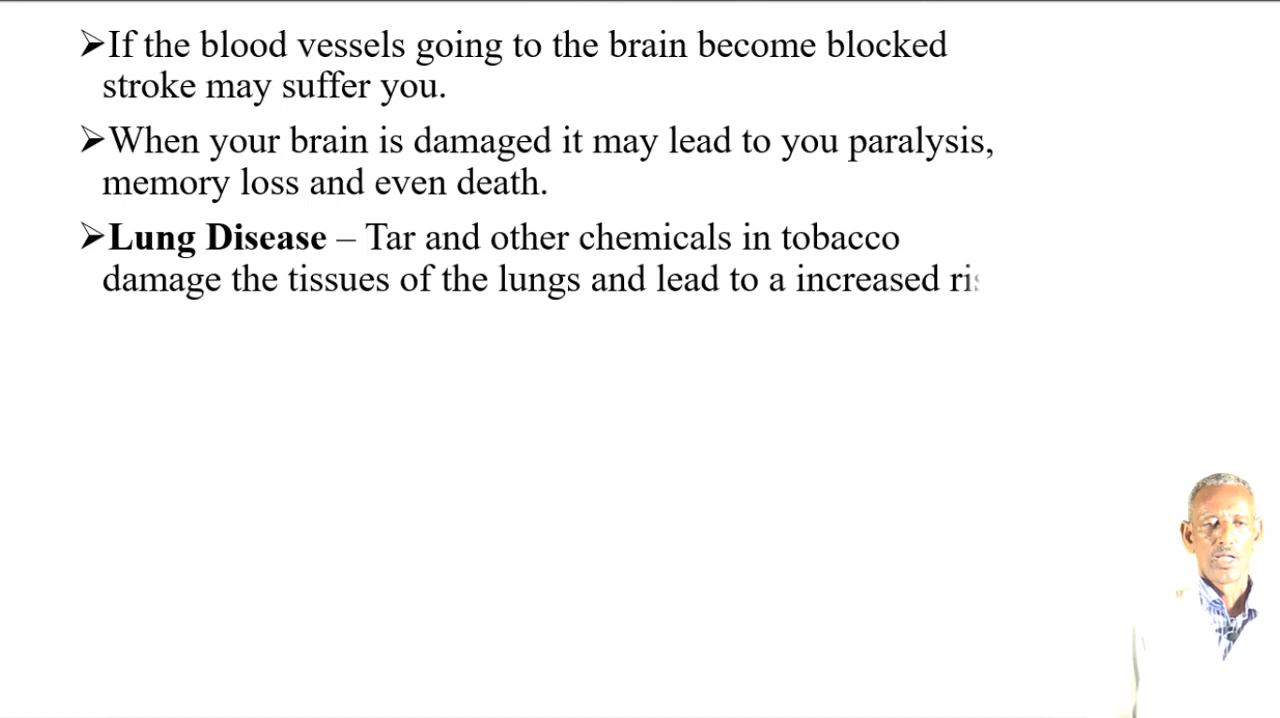 ➢If the blood vessels going to the brain become blocked
stroke may suffer you.
➢When your brain is damaged it may lead to you paralysis,
memory loss and even death.
➢Lung Disease – Tar and other chemicals in tobacco
damage the tissues of the lungs and lead to a increased